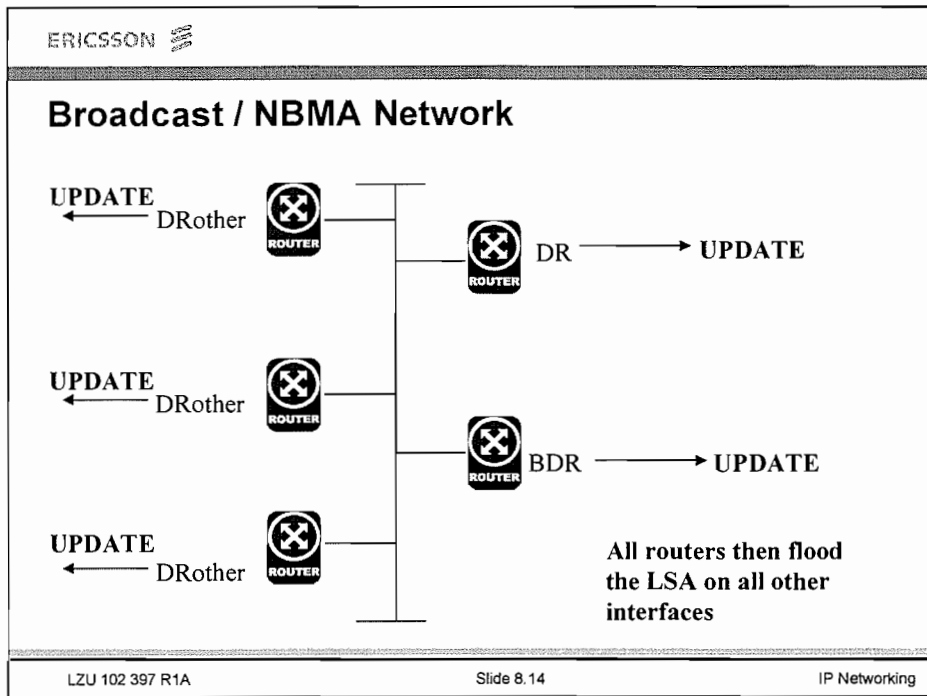 ERICSSON
Broadcast / NBMA Network
UPDATE
DRother
ROUTER
ROUTER
DR
UPDATE
UPDATE
DRother
ROUTER
ROUTER
BDR
UPDATE
UPDATE
DRother
ROUTER
All routers then flood
the LSA on all other
interfaces
LZU 102 397 R1A
Slide 8.14
IP Networking